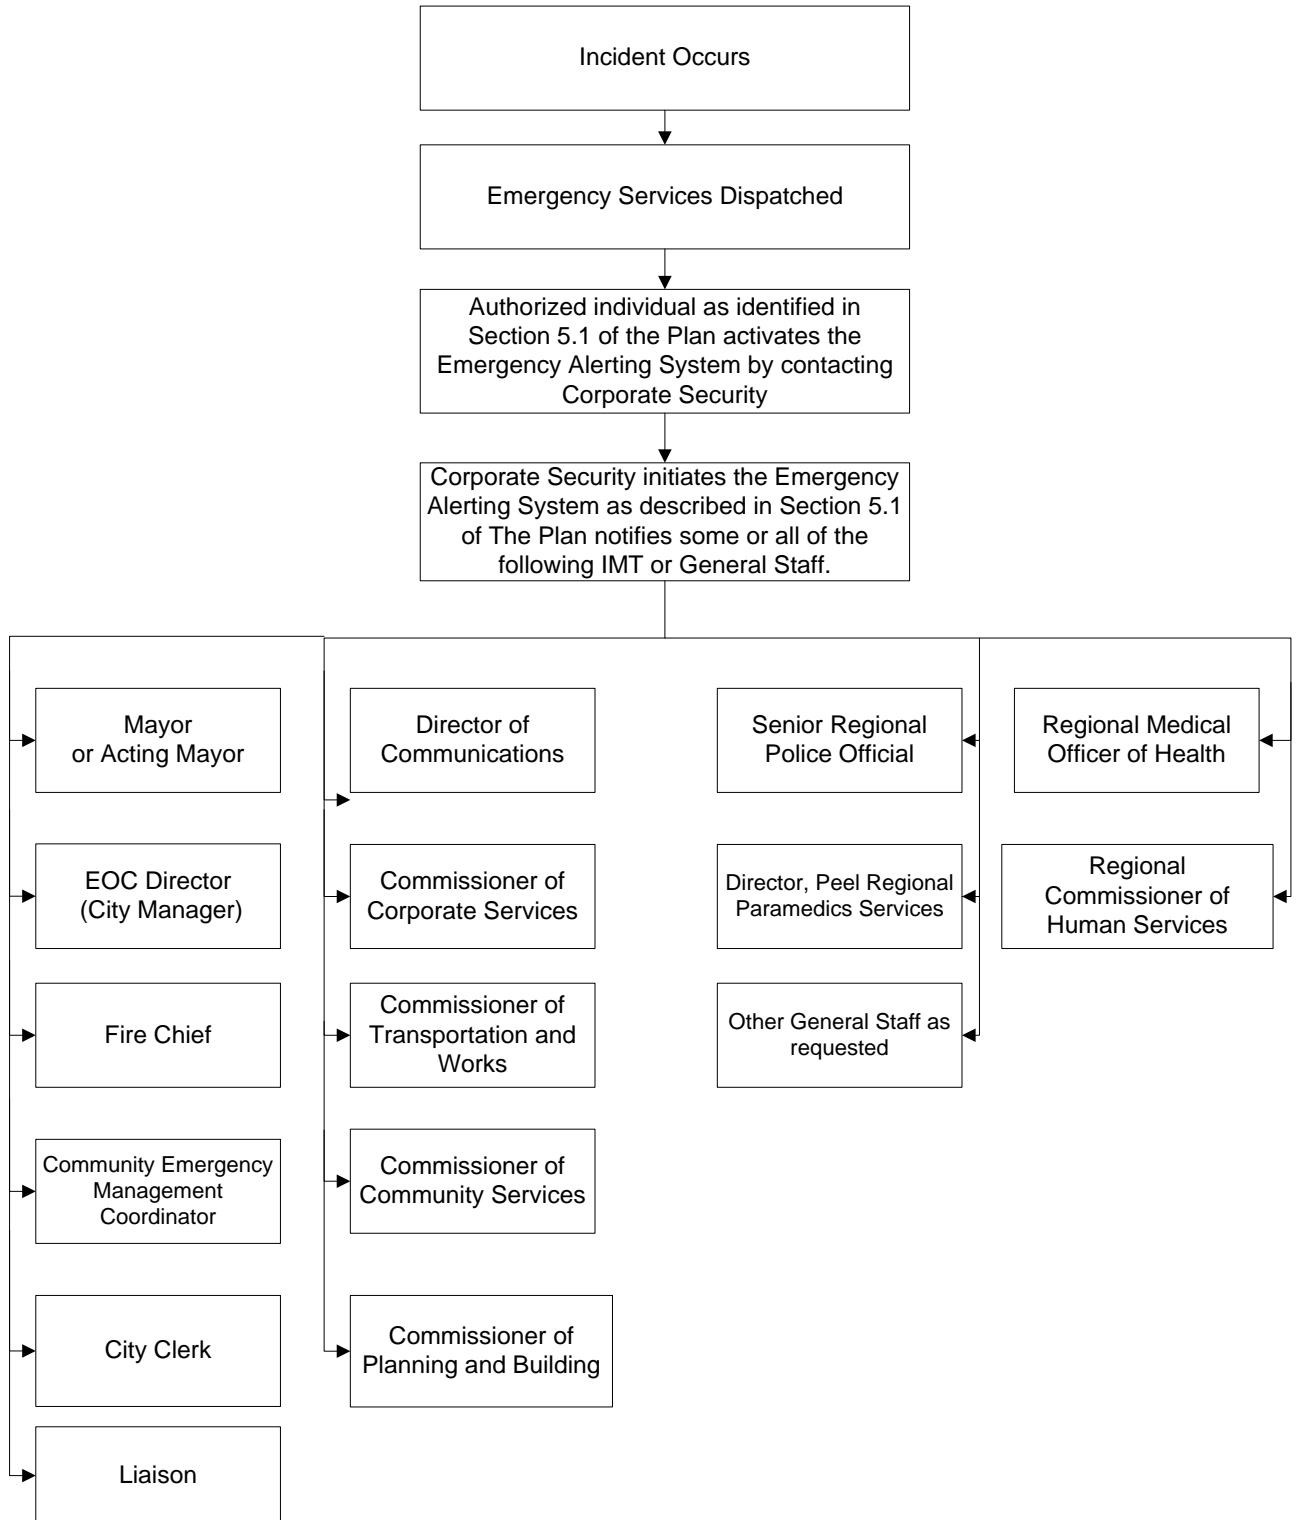 Incident Occurs
Emergency Services Dispatched
Authorized individual as identified in
Section 5.1 of the Plan activates the
Emergency Alerting System by contacting
Corporate Security
Corporate Security initiates the Emergency
Alerting System as described in Section 5.1
of The Plan notifies some or all of the
following IMT or General Staff.
Mayor
or Acting Mayor
EOC Director
(City Manager)
Fire Chief
Community Emergency
Management
Coordinator
City Clerk
Liaison
Director of
Communications
Commissioner of
Corporate Services
Commissioner of
Transportation and
Works
Commissioner of
Community Services
Commissioner of
Planning and Building
Senior Regional
Police Official
Director, Peel Regional
Paramedics Services
Other General Staff as
requested
Regional Medical
Officer of Health
Regional
Commissioner of
Human Services